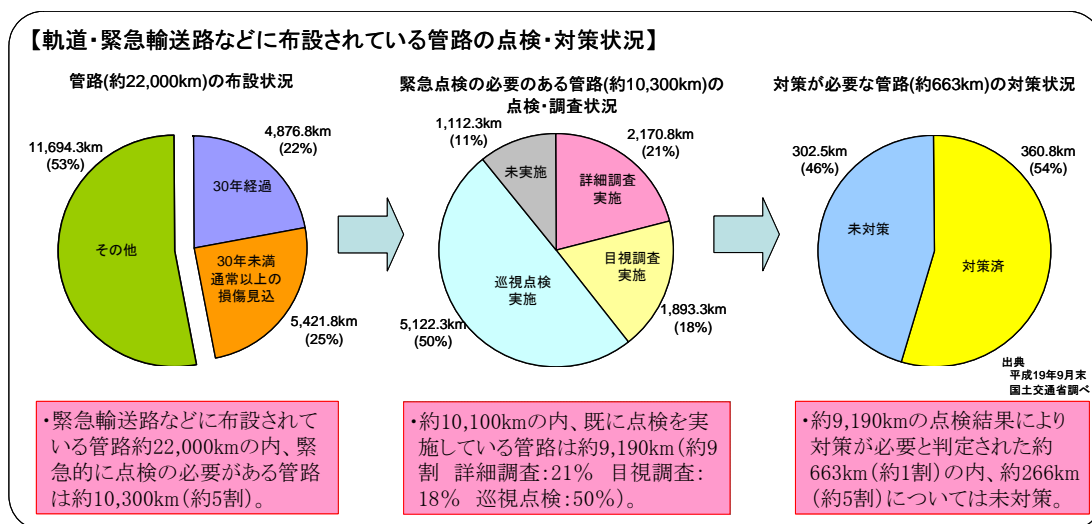 【軌道・緊急輸送路などに布設されている管路の点検・対策状況】
管路(約22,000km)の布設状況
11,694.3km
(53%)
4,876.8km
(22%)
30年経過
その他
30年未満
通常以上の
損傷見込
5,421.8km
(25%)
緊急点検の必要のある管路(約10,300km)の
点検・調査状況
1,112.3km
(11%)
2,170.8km
(21%)
未実施
詳細調査
実施
目視調査
実施
巡視点検
実施
5,122.3km
(50%)
1,893.3km
(18%)
対策が必要な管路(約663km)の対策状況
302.5km
(46%)
360.8km
(54%)
未対策
対策済
出典
平成19年9月末
国土交通省調べ
・緊急輸送路などに布設されて
いる管路約22,000kmの内、緊
急的に点検の必要がある管路
は約10,300km(約5割)。
・約10,100kmの内、既に点検を実
施している管路は約9,190km(約9
割 詳細調査:21% 目視調査:
18% 巡視点検:50%)。
・約9,190kmの点検結果により
対策が必要と判定された約
663km(約1割)の内、約266km
(約5割)については未対策。